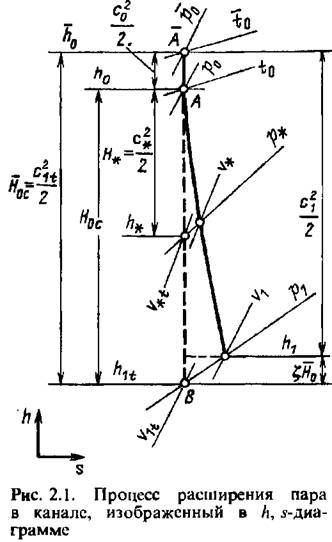 h̄₀
c₀²/2
p̄₀
t̄₀
Ā
h₀
p₀
t₀
A
H̄₀c = c₁t²/2
H₀c
H* = c*²/2
h*
v*
p*
v*t
c₁²/2
v₁
p₁
h₁
h₁t
B
v₁t
ζH̄₀
h
s
Рис. 2.1. Процесс расширения пара
в канале, изображенный в h, s-диа-
грамме